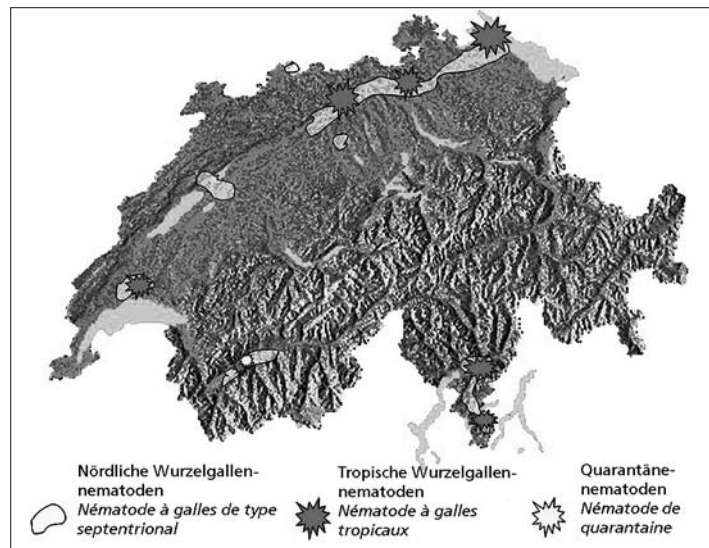 Nördliche Wurzelgallen-
nematoden
Nématode à galles de type
septentrional
Tropische Wurzelgallen-
nematoden
Nématode à galles
tropicaux
Quarantäne-
nematoden
Nématode de
quarantaine